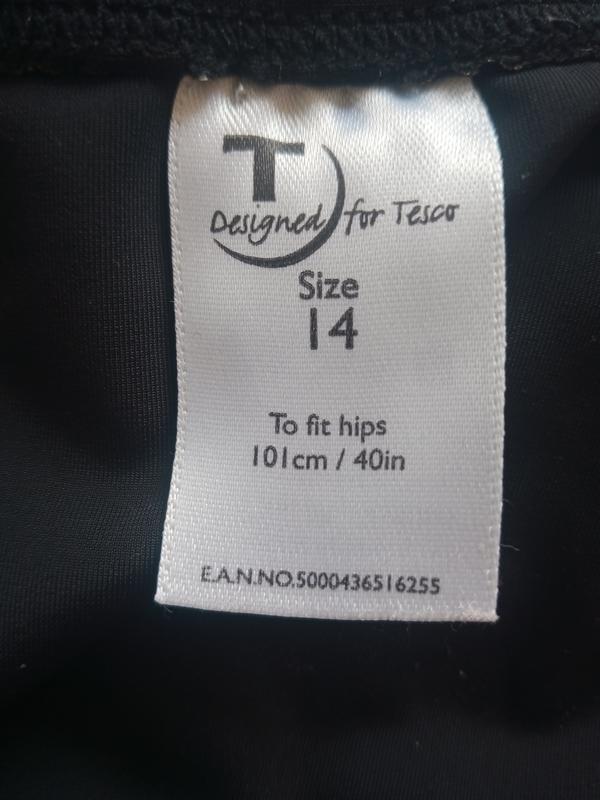 T
Designed for Tesco
Size
14
To fit hips
101cm / 40in
E.A.N.NO.5000436516255